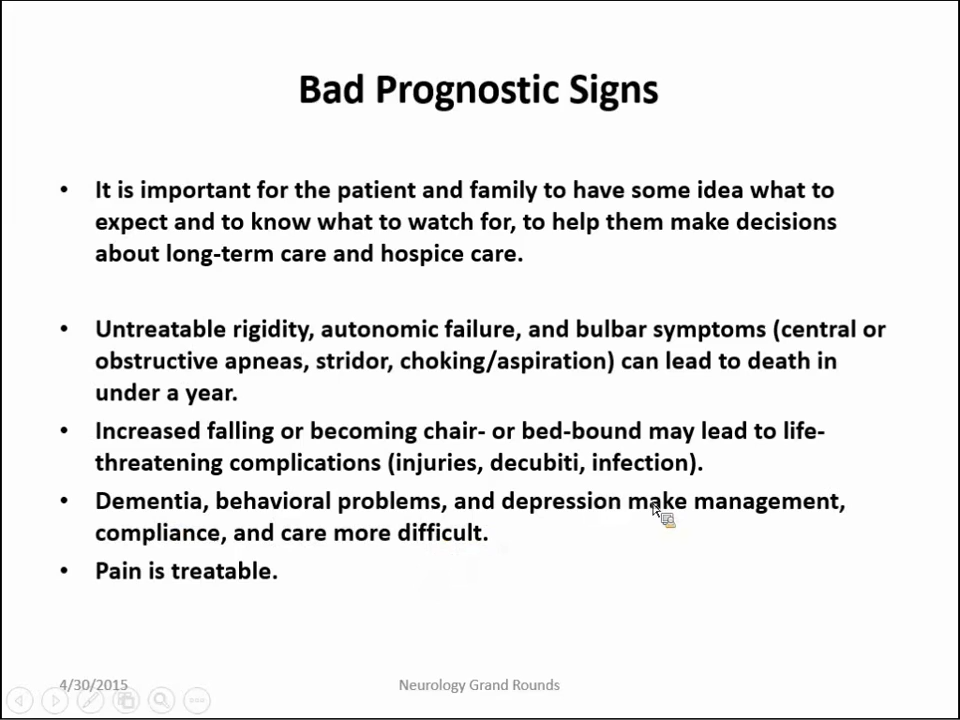 Bad Prognostic Signs
• It is important for the patient and family to have some idea what to
expect and to know what to watch for, to help them make decisions
about long-term care and hospice care.
• Untreatable rigidity, autonomic failure, and bulbar symptoms (central or
obstructive apneas, stridor, choking/aspiration) can lead to death in
under a year.
• Increased falling or becoming chair- or bed-bound may lead to life-
threatening complications (injuries, decubiti, infection).
• Dementia, behavioral problems, and depression make management,
compliance, and care more difficult.
• Pain is treatable.
4/30/2015 Neurology Grand Rounds